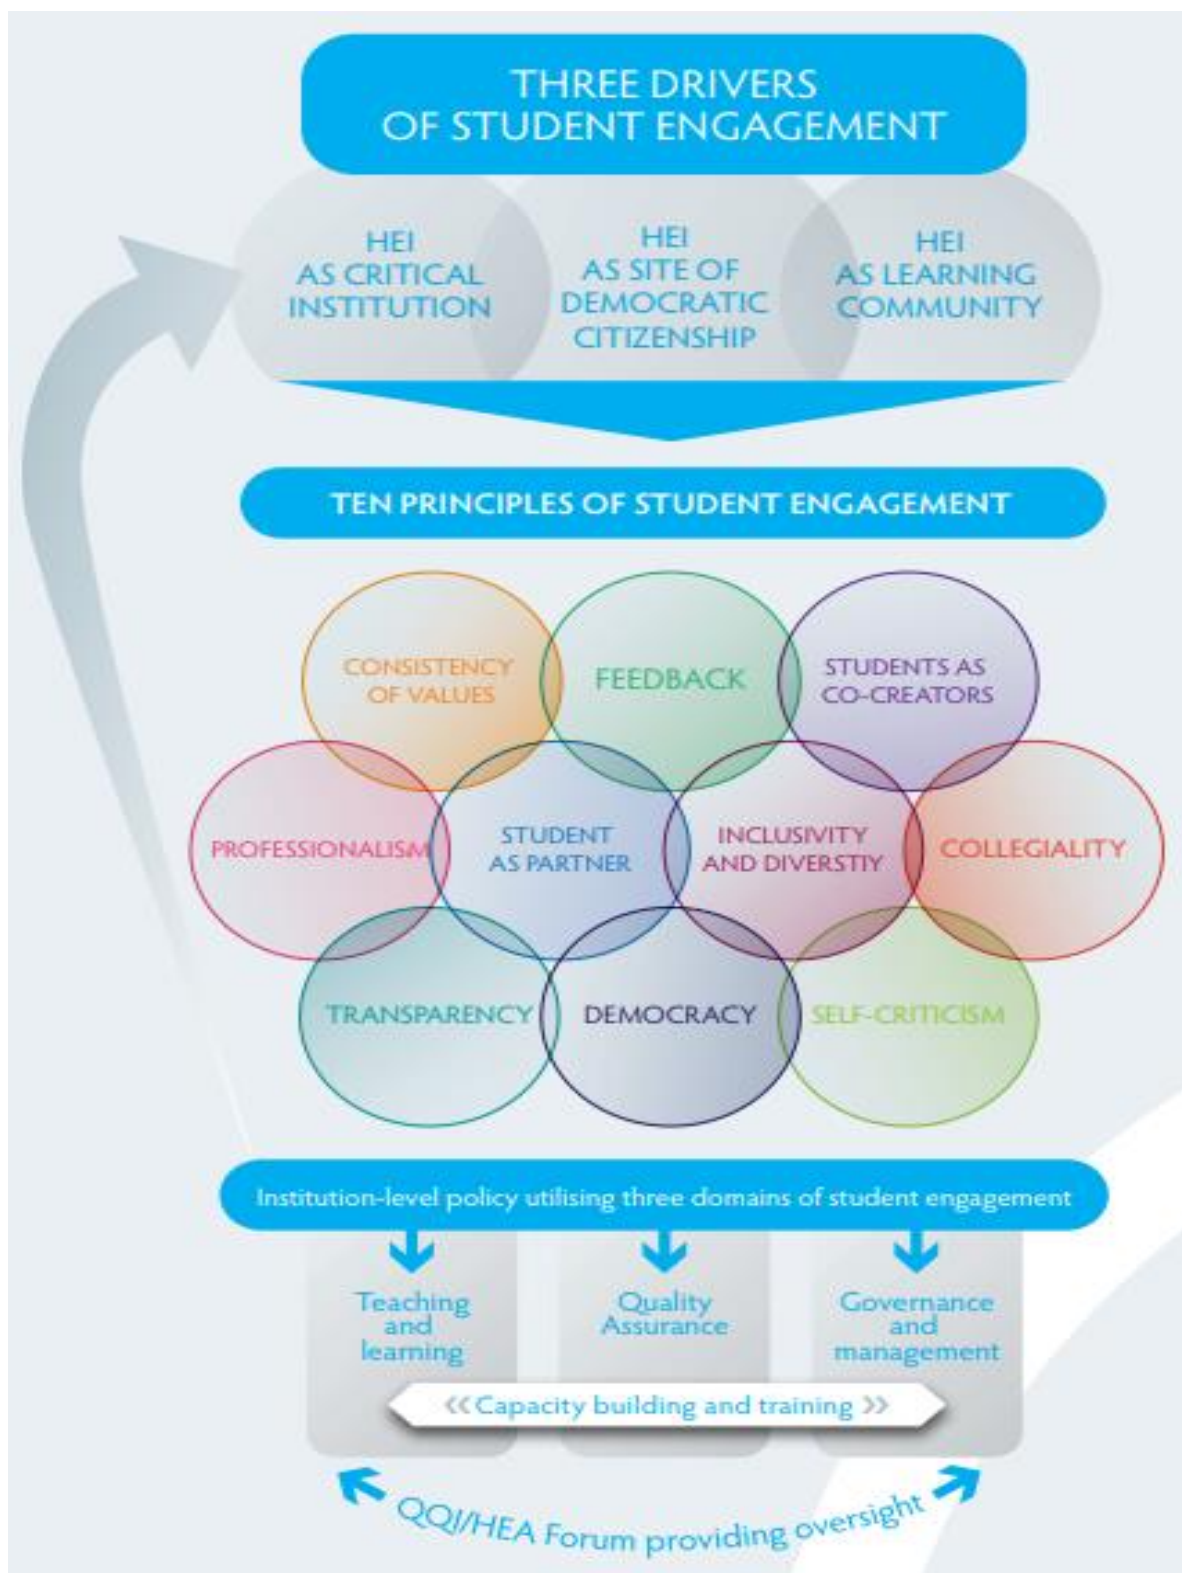 THREE DRIVERS
OF STUDENT ENGAGEMENT
HEI
AS CRITICAL
INSTITUTION
HEI
AS SITE OF
DEMOCRATIC
CITIZENSHIP
HEI
AS LEARNING
COMMUNITY
TEN PRINCIPLES OF STUDENT ENGAGEMENT
CONSISTENCY
OF VALUES
FEEDBACK
STUDENTS AS
CO-CREATORS
PROFESSIONALISM
STUDENT
AS PARTNER
INCLUSIVITY
AND DIVERSTIY
COLLEGIALITY
TRANSPARENCY
DEMOCRACY
SELF-CRITICISM
Institution-level policy utilising three domains of student engagement
Teaching
and
learning
Quality
Assurance
Governance
and
management
«Capacity building and training »
QQI/HEA Forum providing oversight